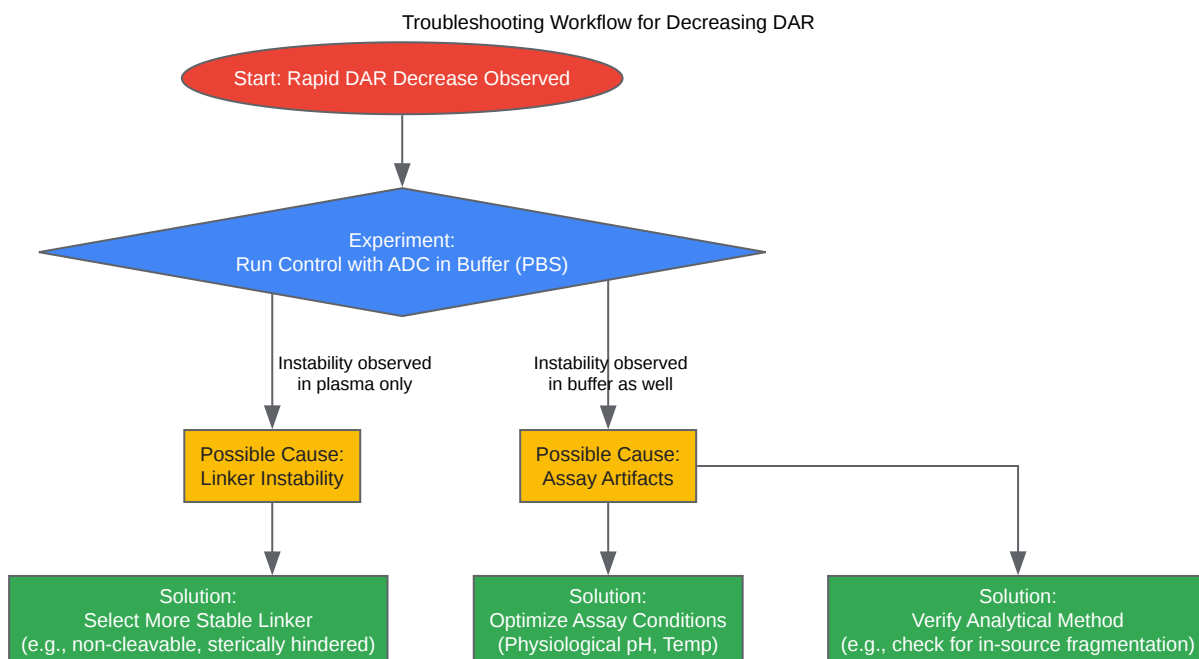 Troubleshooting Workflow for Decreasing DAR
Start: Rapid DAR Decrease Observed
Experiment:
Run Control with ADC in Buffer (PBS)
Instability observed
in plasma only
Instability observed
in buffer as well
Possible Cause:
Linker Instability
Possible Cause:
Assay Artifacts
Solution:
Select More Stable Linker
(e.g., non-cleavable, sterically hindered)
Solution:
Optimize Assay Conditions
(Physiological pH, Temp)
Solution:
Verify Analytical Method
(e.g., check for in-source fragmentation)